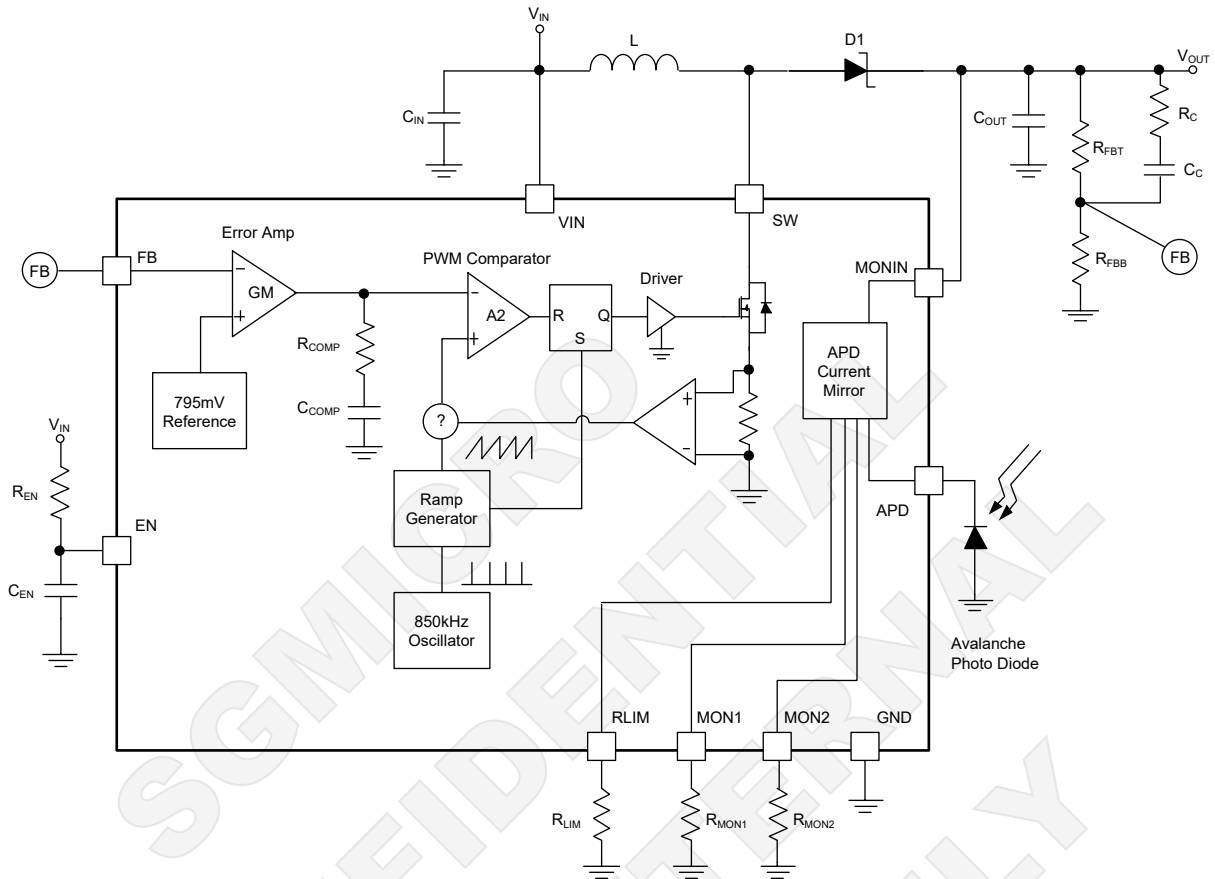 VIN
L
D1
VOUT
CIN
COUT
RFBT
RC
CC
RFBB
FB
VIN
SW
MONIN
FB
FB
Error Amp
GM
−
+
795mV
Reference
RCOMP
CCOMP
PWM Comparator
−
A2
+
R
S
Q
Driver
+
−
?
Ramp
Generator
850kHz
Oscillator
APD
Current
Mirror
APD
Avalanche
Photo Diode
VIN
REN
EN
CEN
RLIM
MON1
MON2
GND
RLIM
RMON1
RMON2
SGMICRO
CONFIDENTIAL
INTERNAL